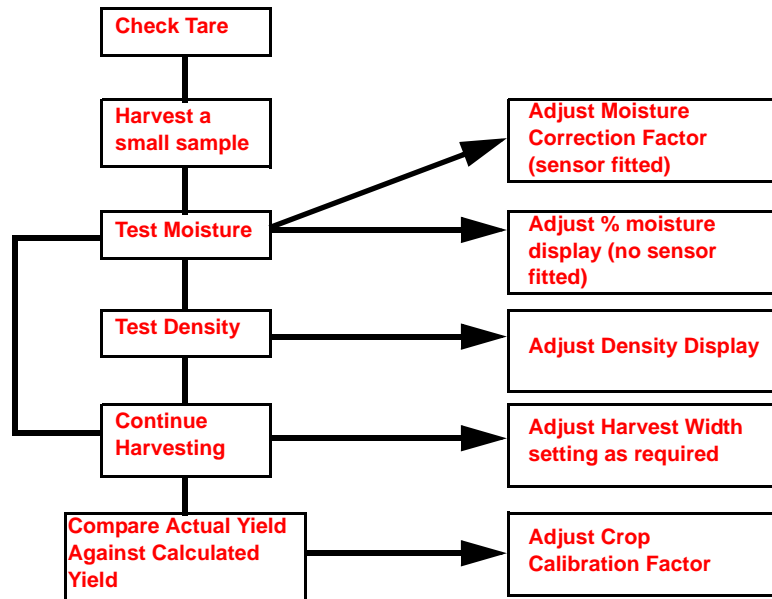 Check Tare
Harvest a
small sample
Adjust Moisture
Correction Factor
(sensor fitted)
Test Moisture
Adjust % moisture
display (no sensor
fitted)
Test Density
Adjust Density Display
Continue
Harvesting
Adjust Harvest Width
setting as required
Compare Actual Yield
Against Calculated
Yield
Adjust Crop
Calibration Factor